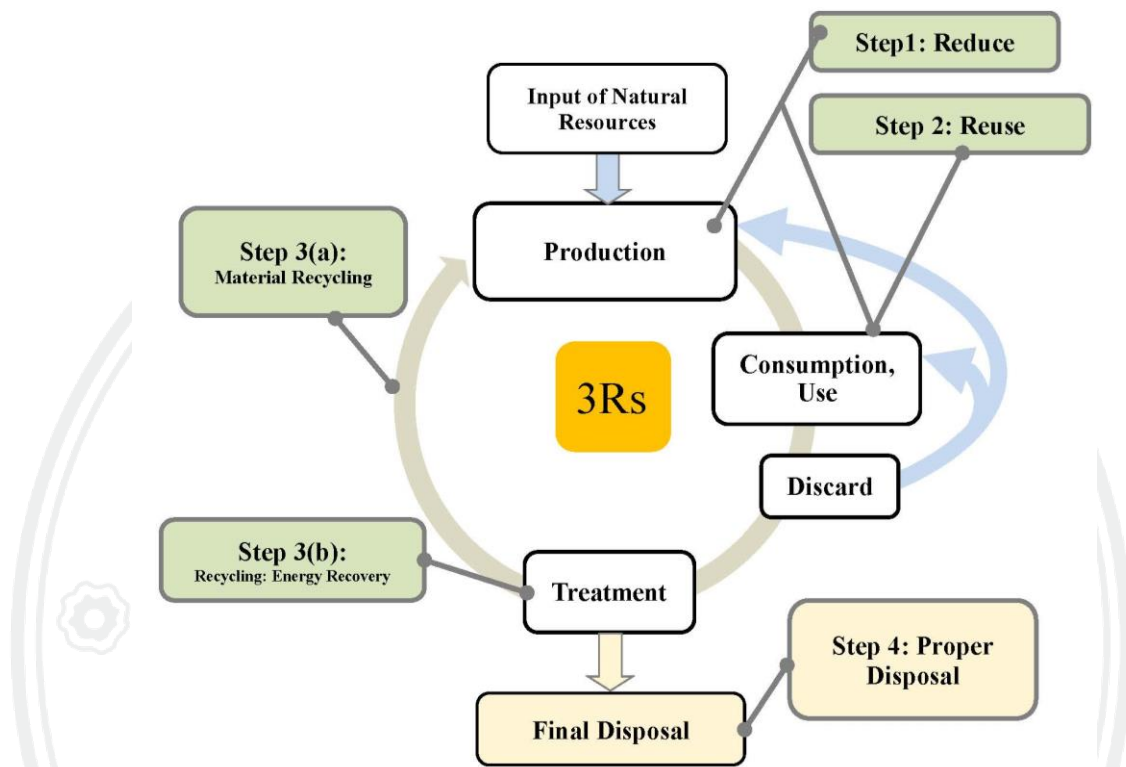 Step1: Reduce
Input of Natural
Resources
Step 2: Reuse
Production
Step 3(a):
Material Recycling
3Rs
Consumption,
Use
Discard
Step 3(b):
Recycling: Energy Recovery
Treatment
Step 4: Proper
Disposal
Final Disposal